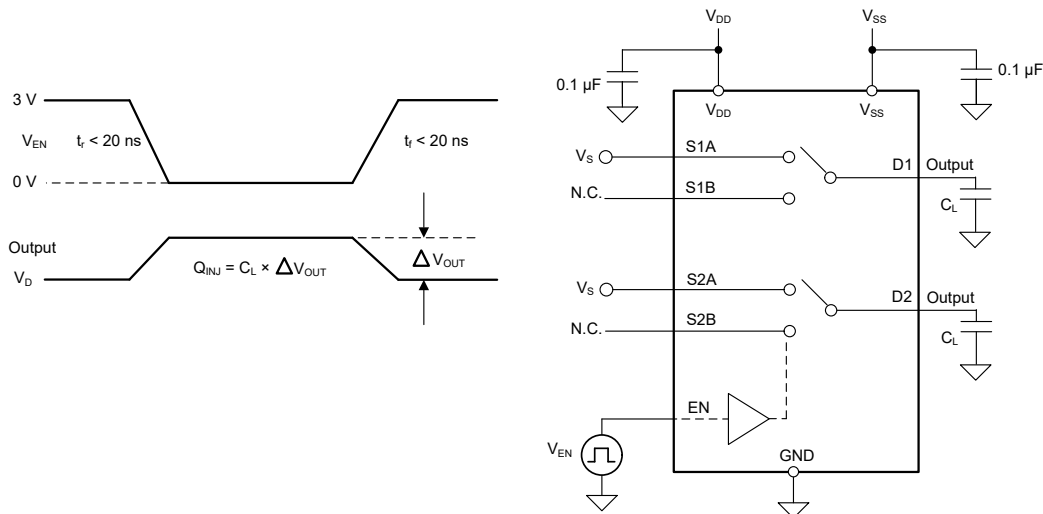 3 V
V_EN
t_r < 20 ns
t_f < 20 ns
0 V
Output
V_D
Q_INJ = C_L × Δ V_OUT
Δ V_OUT
V_DD
V_SS
0.1 µF
0.1 µF
V_DD
V_SS
V_S
S1A
D1
Output
N.C.
S1B
C_L
V_S
S2A
D2
Output
N.C.
S2B
C_L
EN
V_EN
GND